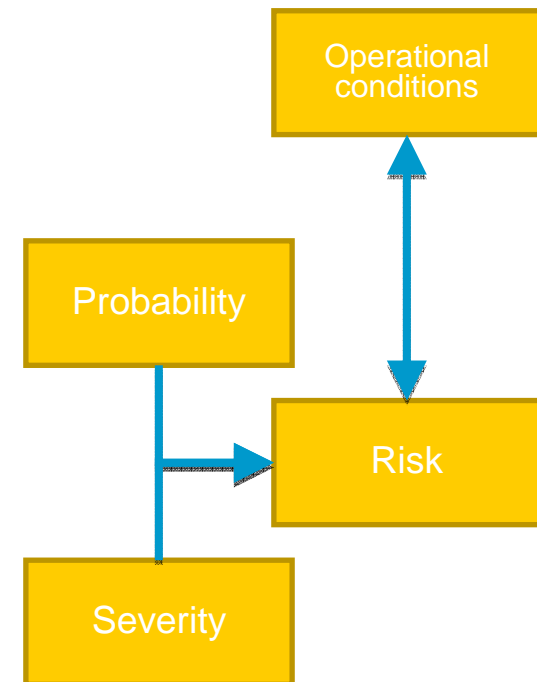 Operational
conditions
Probability
Risk
Severity